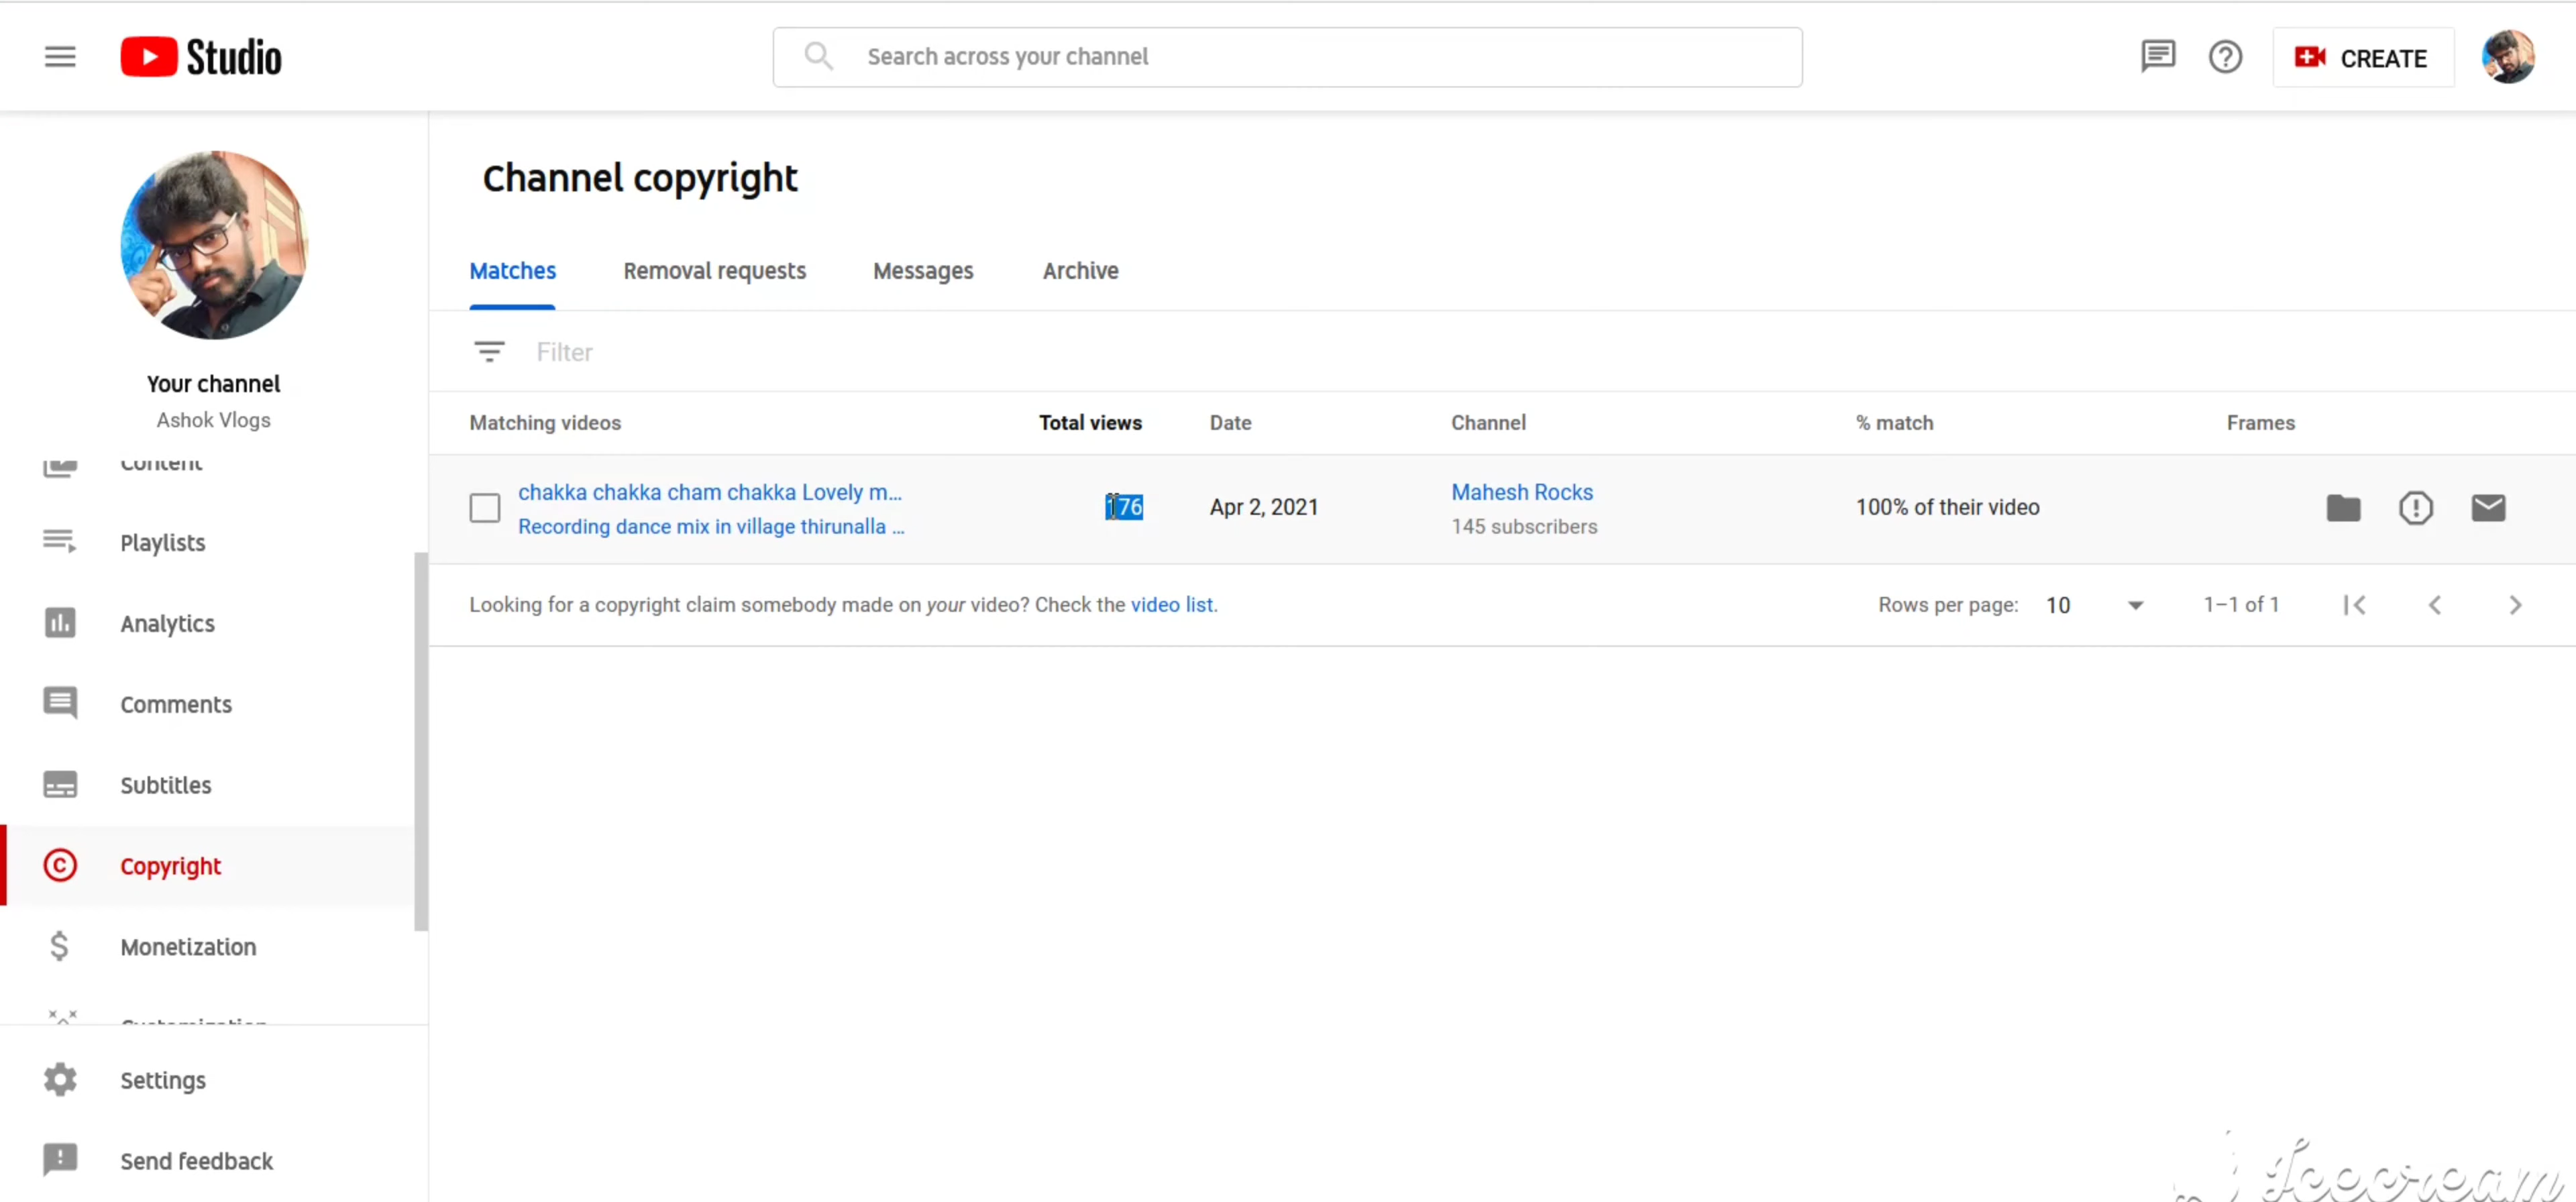 Studio
Search across your channel
CREATE
Your channel
Ashok Vlogs
Content
Playlists
Analytics
Comments
Subtitles
Copyright
Monetization
Customization
Settings
Send feedback
Channel copyright
Matches Removal requests Messages Archive
Filter
Matching videos Total views Date Channel % match Frames
chakka chakka cham chakka Lovely m... 176 Apr 2, 2021 Mahesh Rocks 100% of their video
Recording dance mix in village thirunalla ... 145 subscribers
Looking for a copyright claim somebody made on your video? Check the video list. Rows per page: 10 1–1 of 1
Icecream